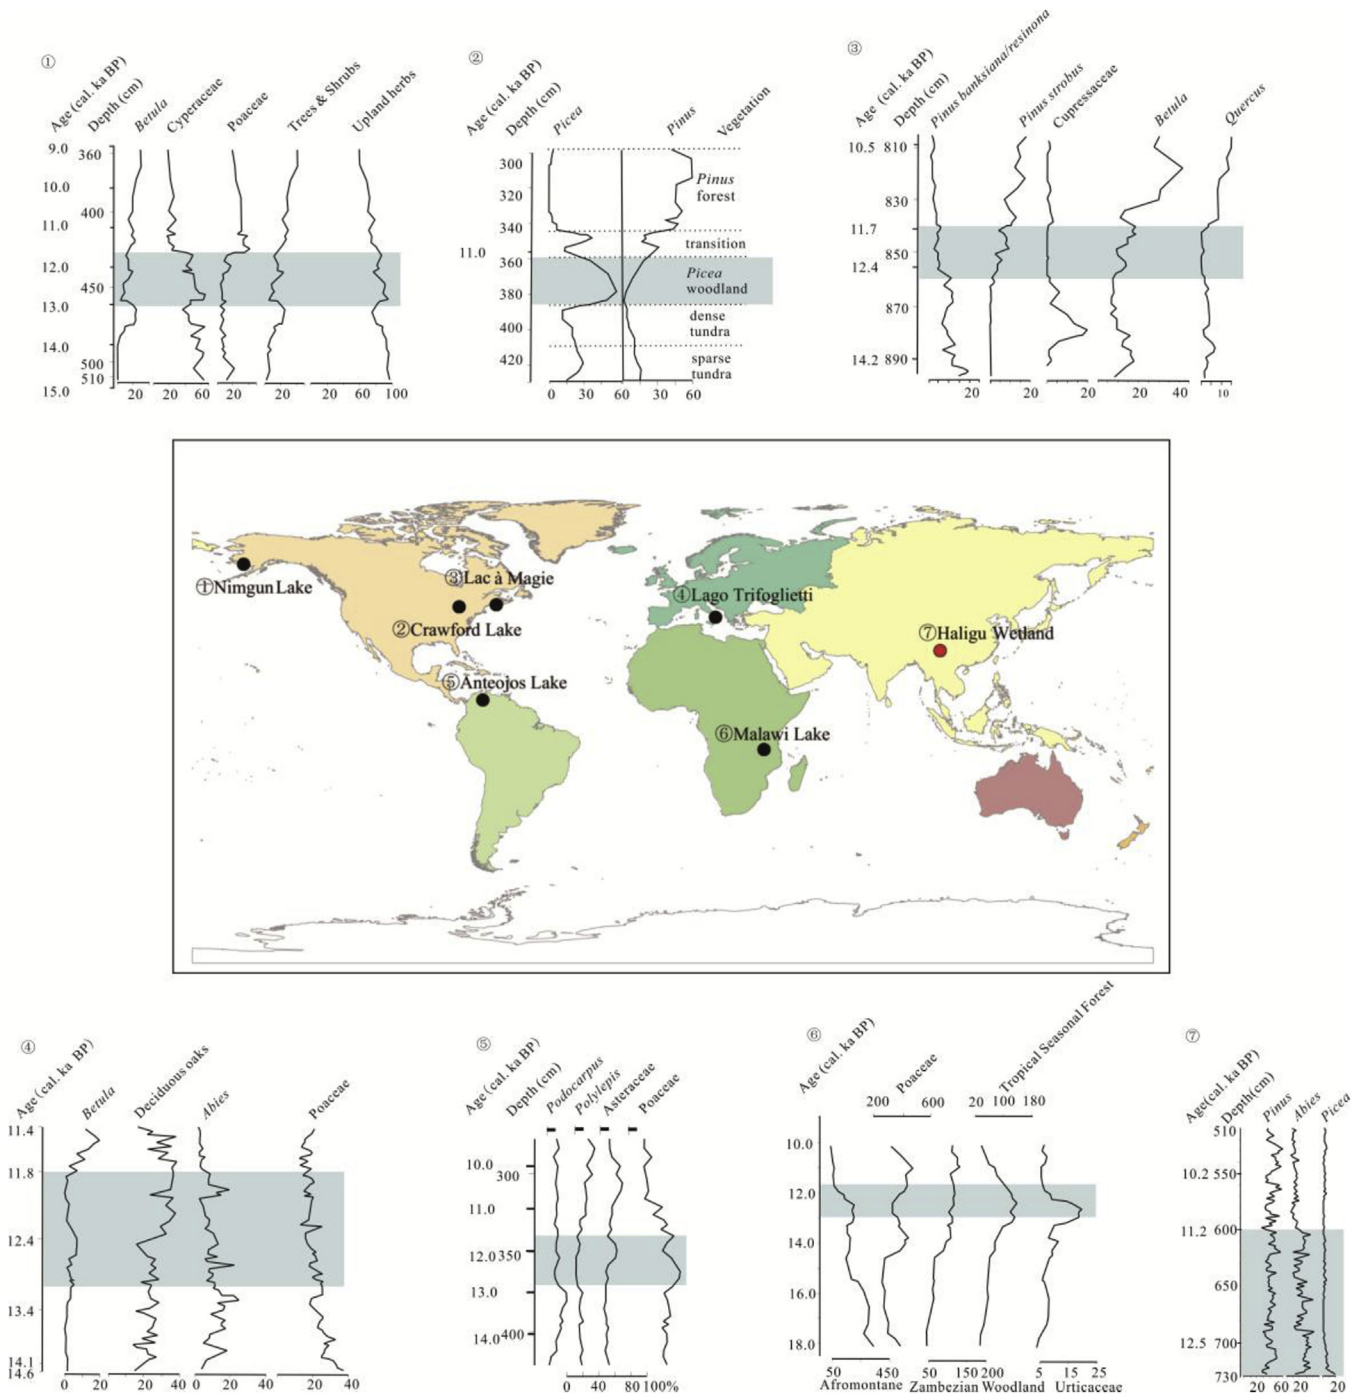 ①
Age (cal. ka BP)
Depth (cm)
Betula
Cyperaceae
Poaceae
Trees & Shrubs
Upland herbs
9.0
10.0
11.0
12.0
13.0
14.0
15.0
360
400
450
500
510
20 20 60 20 20 20 60 100
②
Age (cal. ka BP)
Depth (cm)
Picea
Pinus
Vegetation
11.0
300
320
340
360
380
400
420
Pinus
forest
transition
Picea
woodland
dense
tundra
sparse
tundra
0 30 60 30 60
③
Age (cal. ka BP)
Depth (cm)
Pinus banksiana/resinona
Pinus strobus
Cupressaceae
Betula
Quercus
10.5 810
830
11.7
850
12.4
870
14.2 890
20 20 20 40 10
①Nimgun Lake
③Lac à Magie
②Crawford Lake
④Lago Trifoglietti
⑦Haligu Wetland
⑤Anteojos Lake
⑥Malawi Lake
④
Age (cal. ka BP)
Betula
Deciduous oaks
Abies
Poaceae
11.4
11.8
12.4
13.4
14.1
14.6
0 20 20 40 0 20 0 20 40
⑤
Age (cal. ka BP)
Depth (cm)
Podocarpus
Polylepis
Asteraceae
Poaceae
10.0
300
11.0
12.0 350
13.0
14.0 400
0 40 80 100%
⑥
Age (cal. ka BP)
Poaceae
Tropical Seasonal Forest
200 600 20 100 180
10.0
12.0
14.0
16.0
18.0
50 450 50 150 200 5 15 25
Afromontane Zambezian Woodland Urticaceae
⑦
Age(cal. ka BP)
Depth(cm)
Pinus
Abies
Picea
510
10.2 550
11.2 600
650
12.5 700
730
20 60 20 20